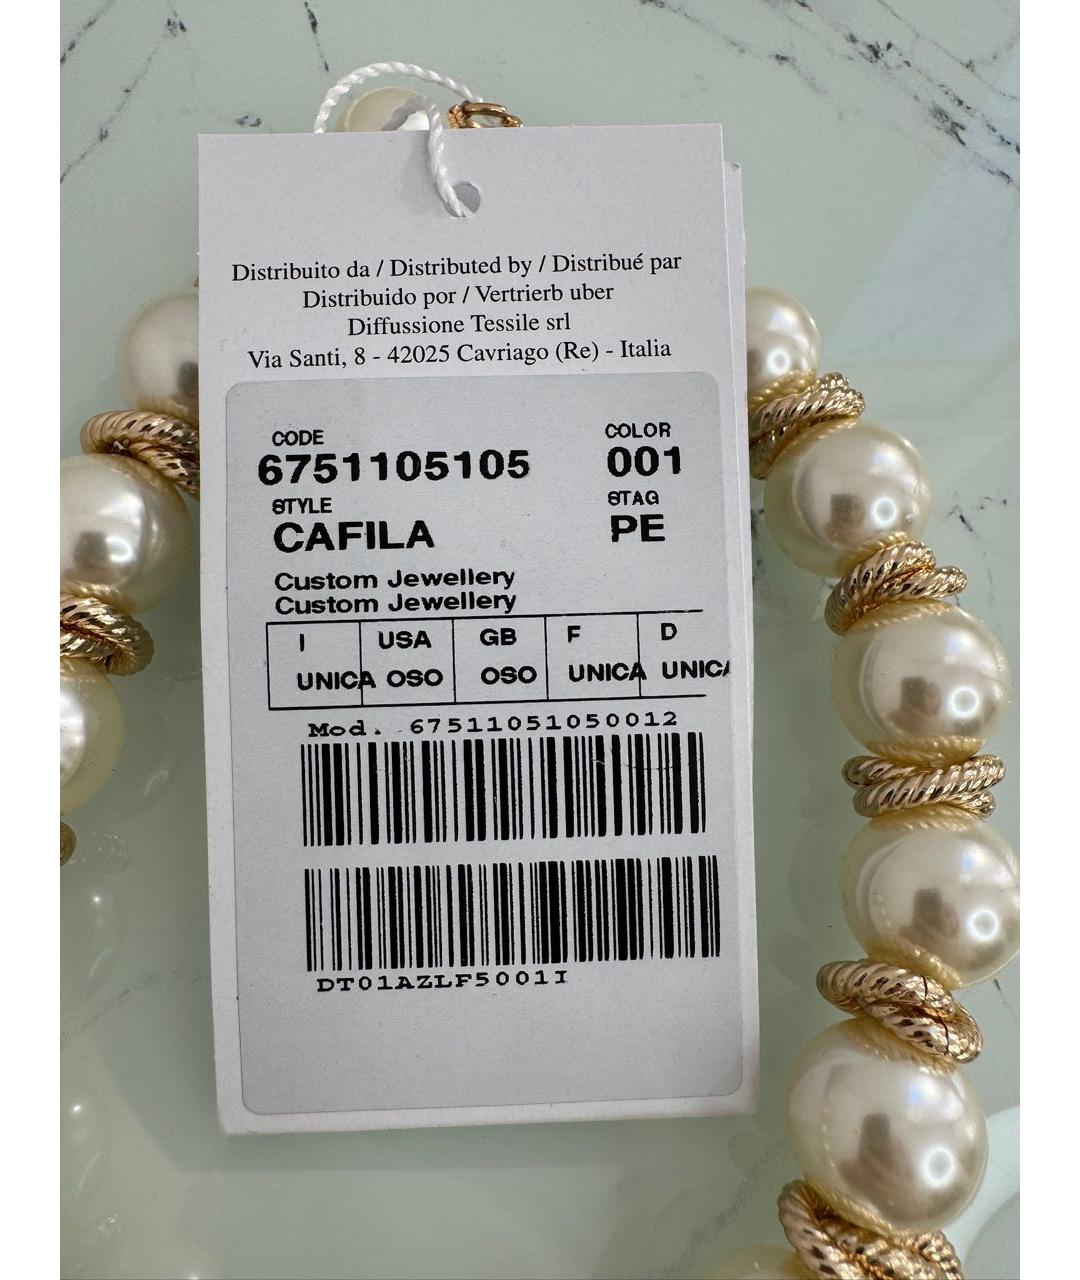 Distribuito da / Distributed by / Distribué par
Distribuido por / Vertrierb uber
Diffussione Tessile srl
Via Santi, 8 - 42025 Cavriago (Re) - Italia
CODE COLOR
6751105105 001
STYLE STAG
CAFILA PE
Custom Jewellery
Custom Jewellery
I USA GB F D
UNICA OSO OSO UNICA UNICA
Mod. 67511051050012
DT01AZLF5001I